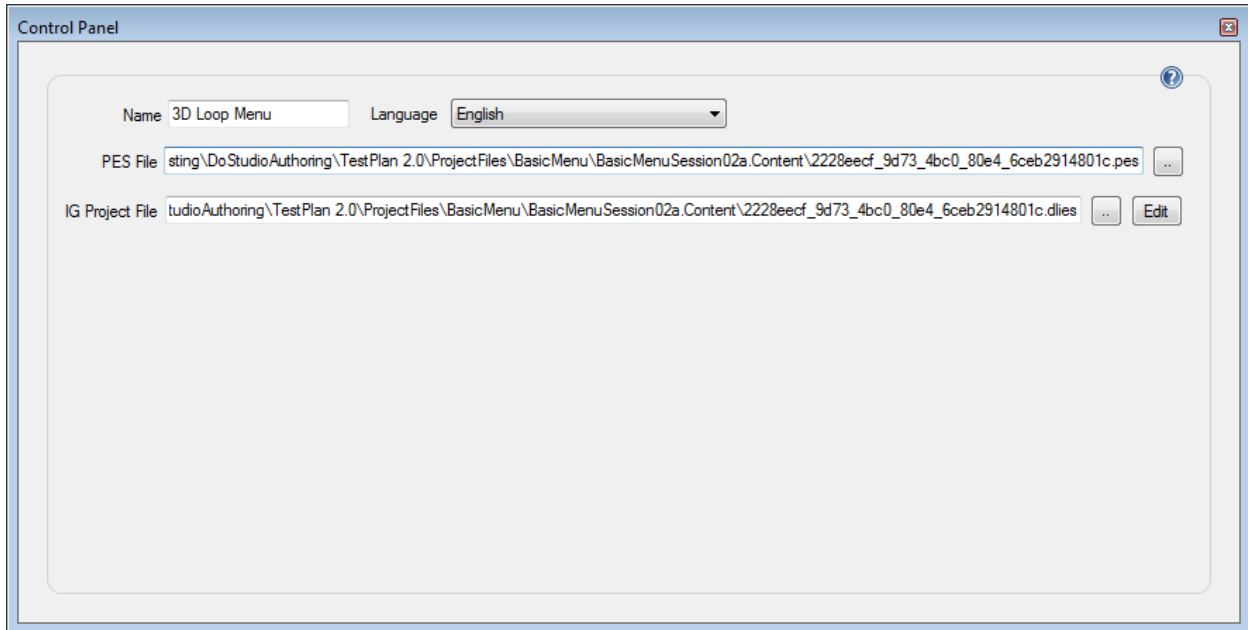 Control Panel
Name 3D Loop Menu Language English
PES File sting\DoStudioAuthoring\TestPlan 2.0\ProjectFiles\BasicMenu\BasicMenuSession02a.Content\2228eecf_9d73_4bc0_80e4_6ceb2914801c.pes ..
IG Project File tudioAuthoring\TestPlan 2.0\ProjectFiles\BasicMenu\BasicMenuSession02a.Content\2228eecf_9d73_4bc0_80e4_6ceb2914801c.dlies .. Edit